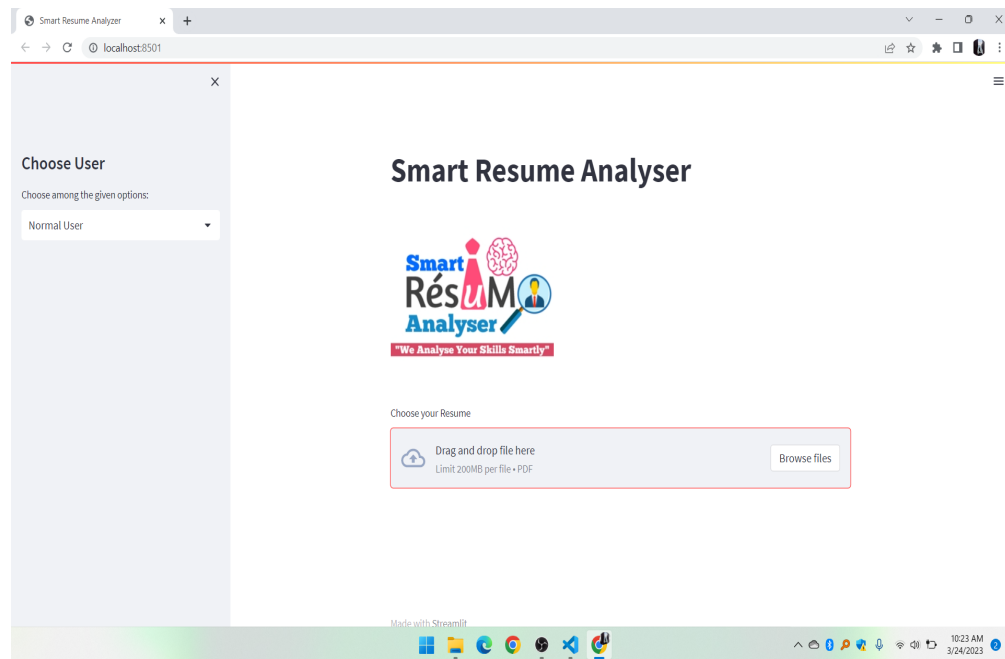 Smart Resume Analyzer
localhost:8501
Choose User
Choose among the given options:
Normal User
Smart Resume Analyser
Smart
RésuM
Analyser
"We Analyse Your Skills Smartly"
Choose your Resume
Drag and drop file here
Limit 200MB per file • PDF
Browse files
Made with Streamlit
10:23 AM
3/24/2023
2